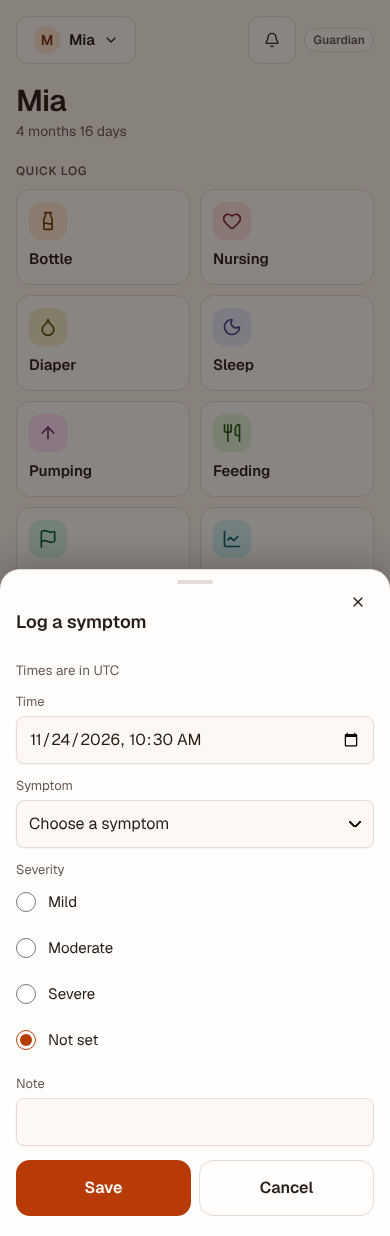 M Mia
Guardian
Mia
4 months 16 days
QUICK LOG
Bottle
Nursing
Diaper
Sleep
Pumping
Feeding
Log a symptom
Times are in UTC
Time
11/24/2026, 10:30 AM
Symptom
Choose a symptom
Severity
Mild
Moderate
Severe
Not set
Note
Save
Cancel